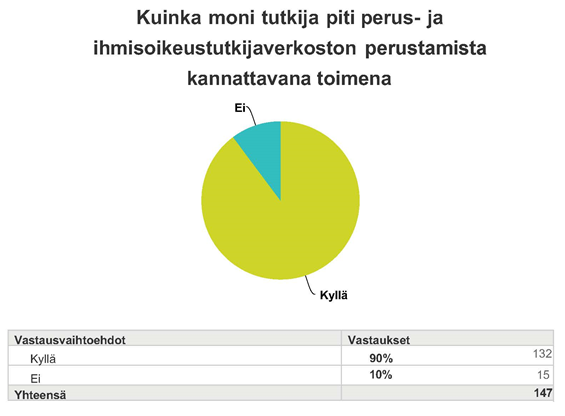 Kuinka moni tutkija piti perus- ja
ihmisoikeustutkijaverkoston perustamista
kannattavana toimena
Ei
Kyllä
Vastausvaihtoehdot Vastaukset
Kyllä 90% 132
Ei 10% 15
Yhteensä 147